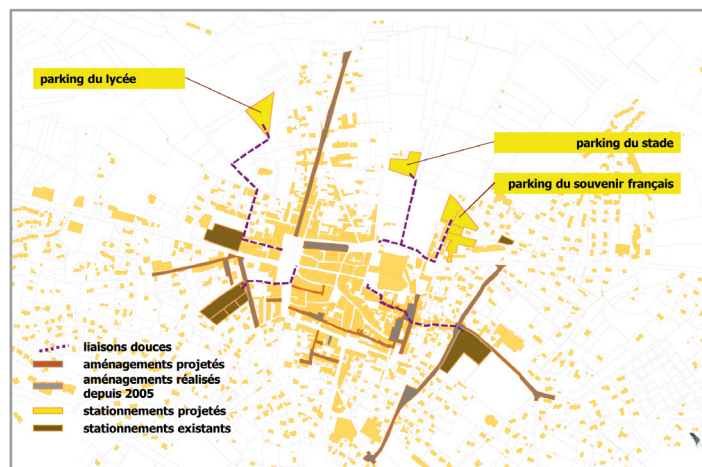 parking du lycée
parking du stade
parking du souvenir français
liaisons douces
aménagements projetés
aménagements réalisés
depuis 2005
stationnements projetés
stationnements existants